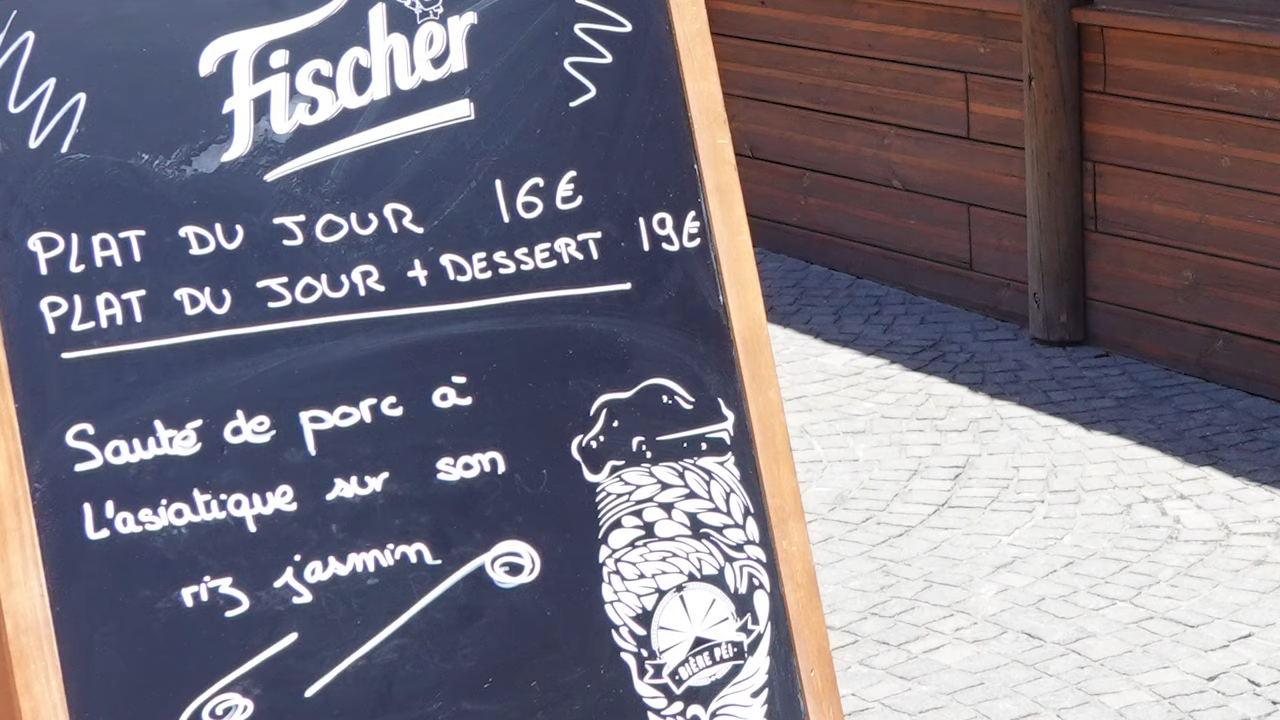 Fischer
PLAT DU JOUR 16€
PLAT DU JOUR + DESSERT 19€
Sauté de porc à
L'asiatique sur son
riz jasmin
BIÈRE PÉI